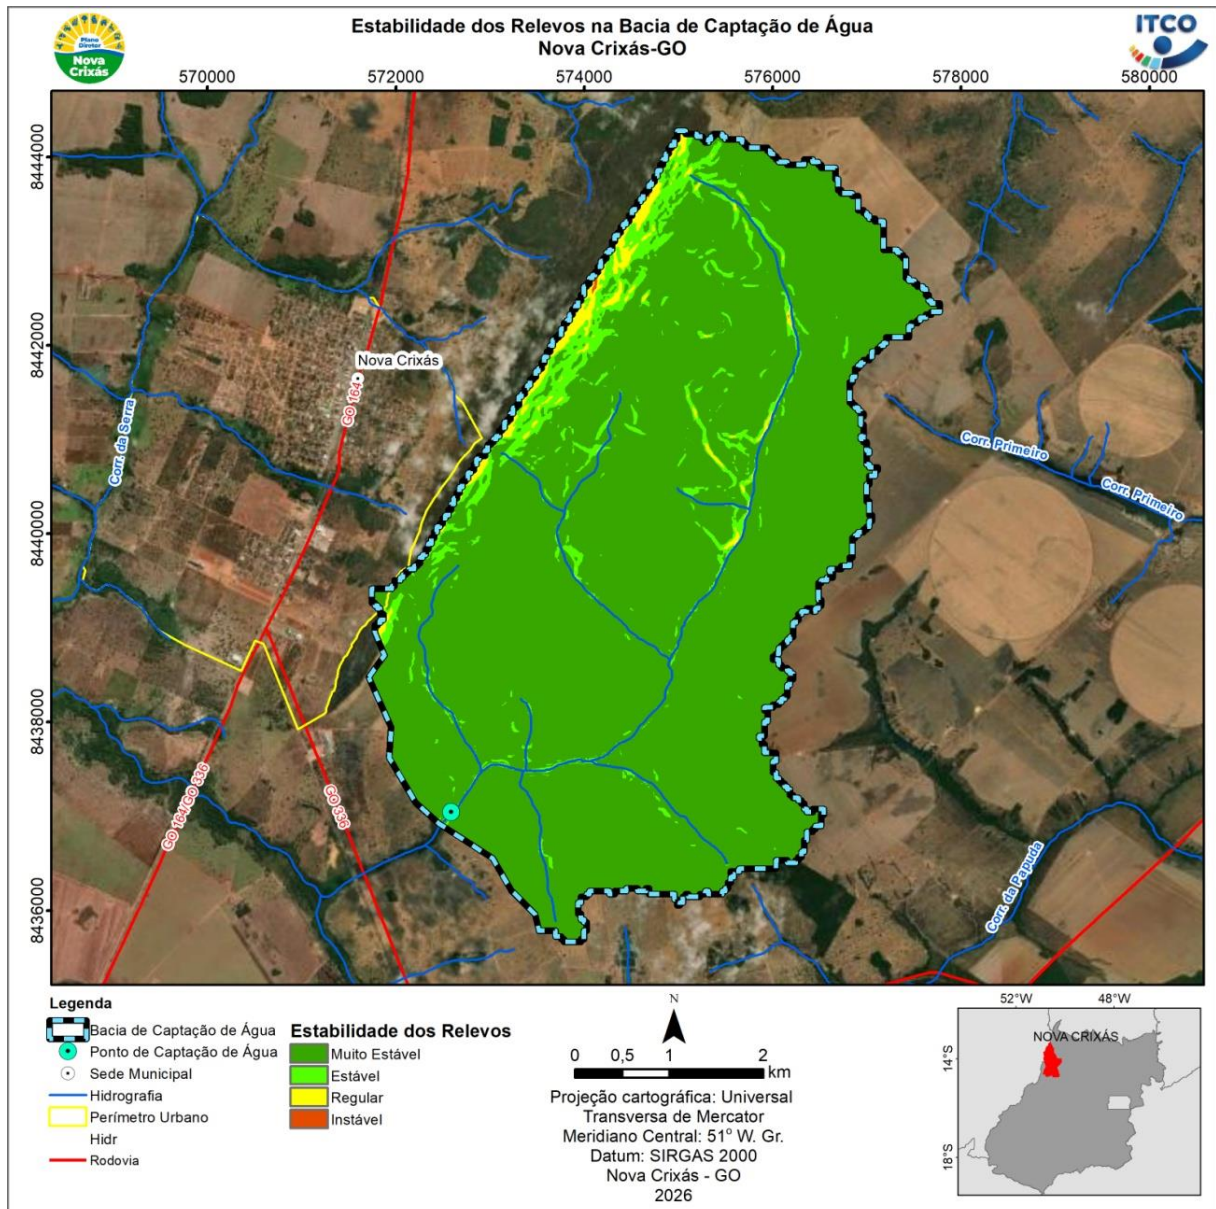 Plano
Diretor
Nova
Crixás
Estabilidade dos Relevos na Bacia de Captação de Água
Nova Crixás-GO
ITCO
570000
572000
574000
576000
578000
580000
8444000
8442000
8440000
8438000
8436000
Nova Crixás
GO 164
Corr. da Serra
Corr. Primeiro
Corr. Primeiro
GO 164/GO 336
GO 336
Corr. da Papuda
Legenda
Bacia de Captação de Água
Ponto de Captação de Água
Sede Municipal
Hidrografia
Perímetro Urbano
Hidr
Rodovia
Estabilidade dos Relevos
Muito Estável
Estável
Regular
Instável
N
0 0,5 1 2
km
Projeção cartográfica: Universal
Transversa de Mercator
Meridiano Central: 51° W. Gr.
Datum: SIRGAS 2000
Nova Crixás - GO
2026
52°W 48°W
NOVA CRIXÁS
14°S
18°S